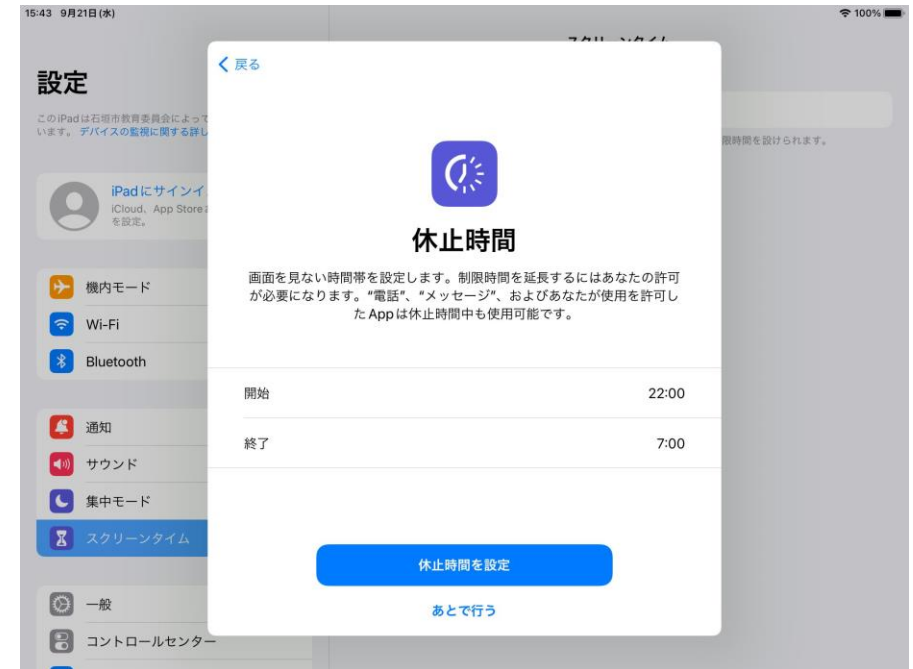 15:43 9月21日(水)
100%
戻る
設定
このiPadは石垣市教育委員会によって
います。デバイスの監視に関する詳し
限時間を設けられます。
iPadにサインイ
iCloud、App Store
を設定。
機内モード
Wi-Fi
Bluetooth
通知
サウンド
集中モード
スクリーンタイム
一般
コントロールセンター
休止時間
画面を見ない時間帯を設定します。制限時間を延長するにはあなたの許可
が必要になります。“電話”、“メッセージ”、およびあなたが使用を許可し
たAppは休止時間中も使用可能です。
開始 22:00
終了 7:00
休止時間を設定
あとで行う